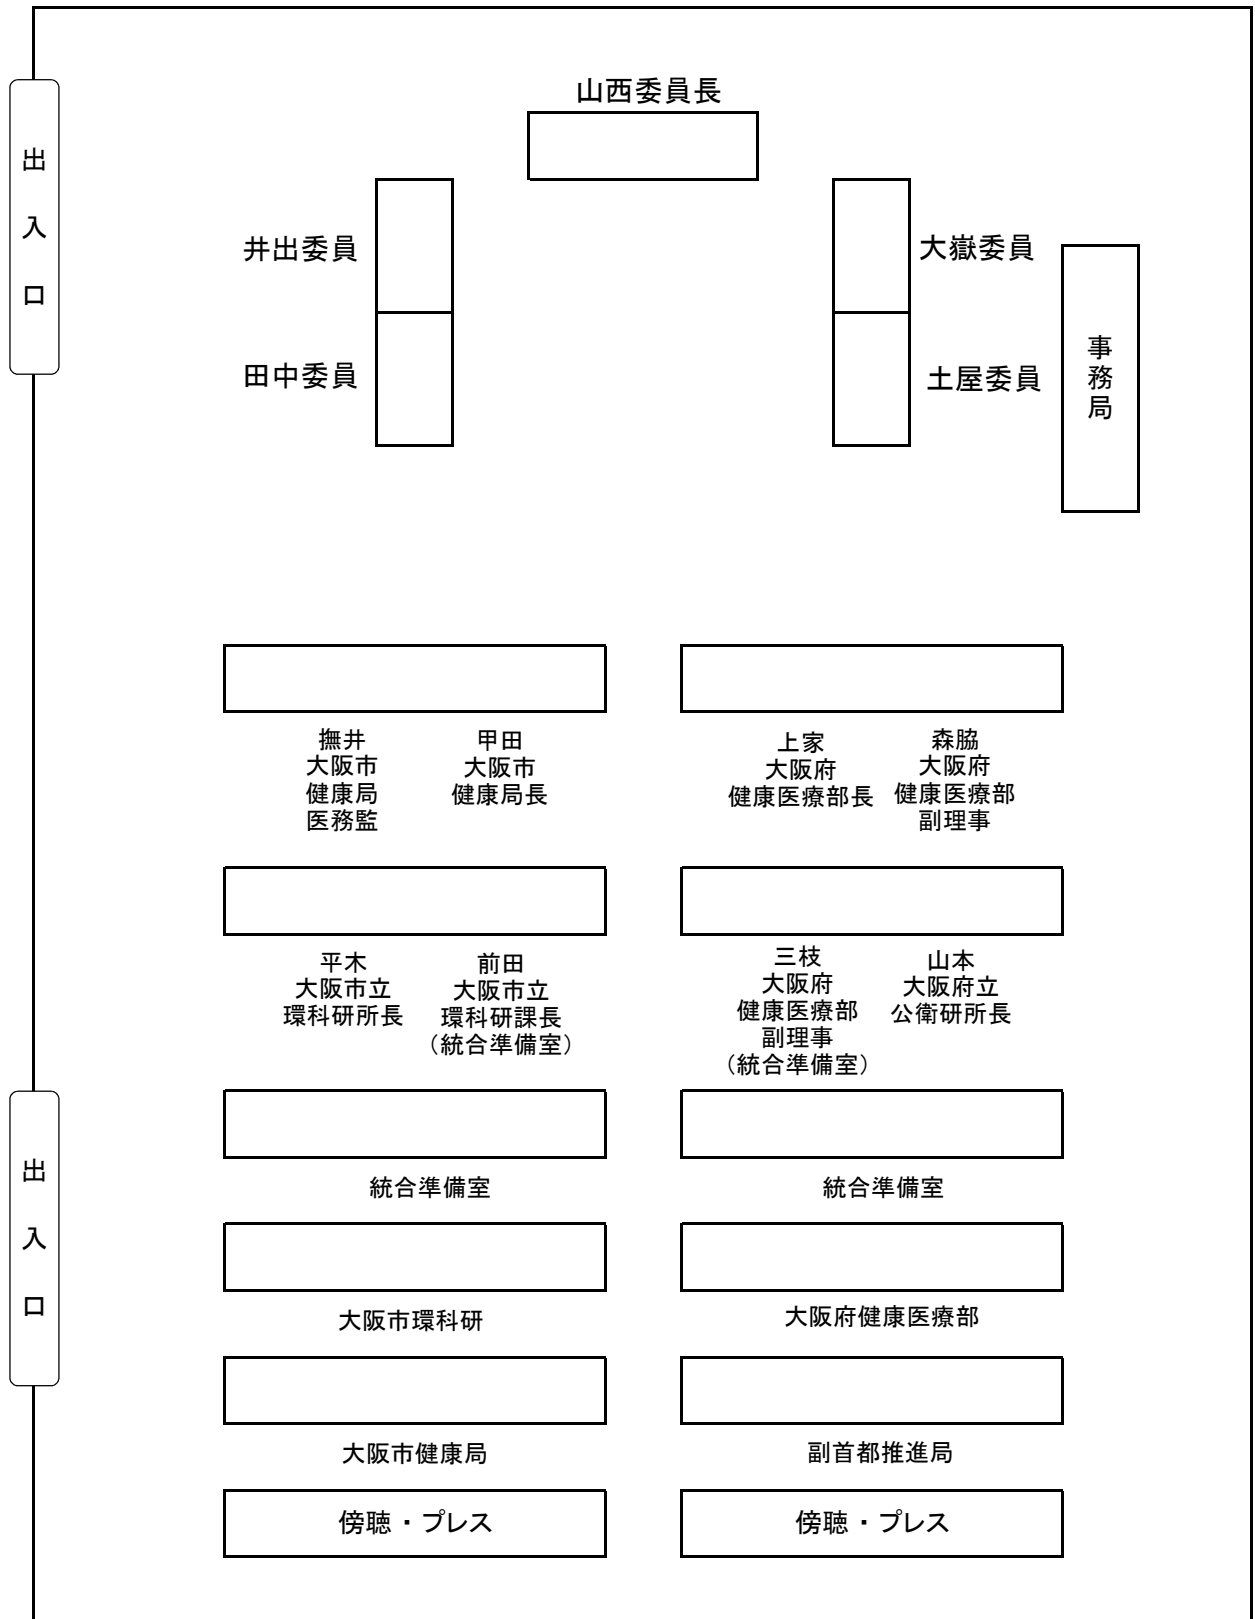 山西委員長
出入口
井出委員
大嶽委員
田中委員
土屋委員
事務局
撫井
大阪市
健康局
医務監
甲田
大阪市
健康局長
上家
大阪府
健康医療部長
森脇
大阪府
健康医療部
副理事
平木
大阪市立
環科研所長
前田
大阪市立
環科研課長
（統合準備室）
三枝
大阪府
健康医療部
副理事
（統合準備室）
山本
大阪府立
公衛研所長
出入口
統合準備室
統合準備室
大阪市環科研
大阪府健康医療部
大阪市健康局
副首都推進局
傍聴・プレス
傍聴・プレス